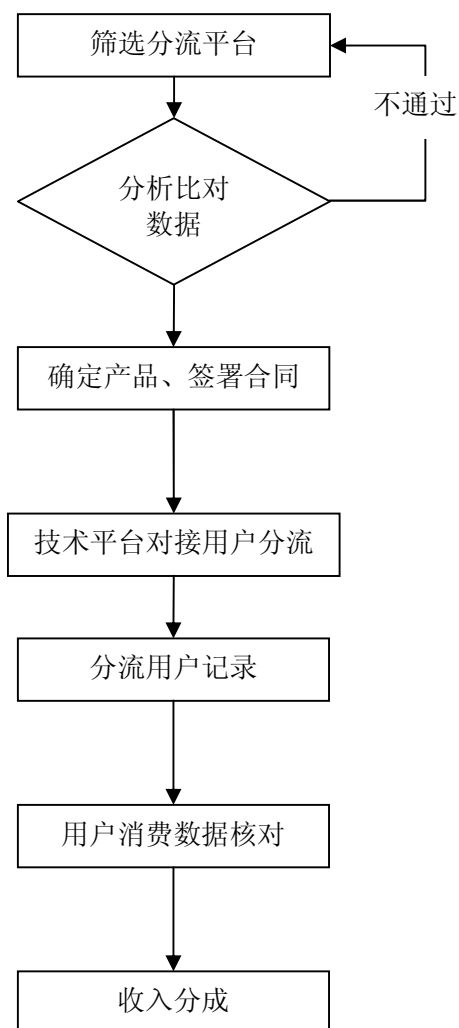 筛选分流平台
不通过
分析比对
数据
确定产品、签署合同
技术平台对接用户分流
分流用户记录
用户消费数据核对
收入分成